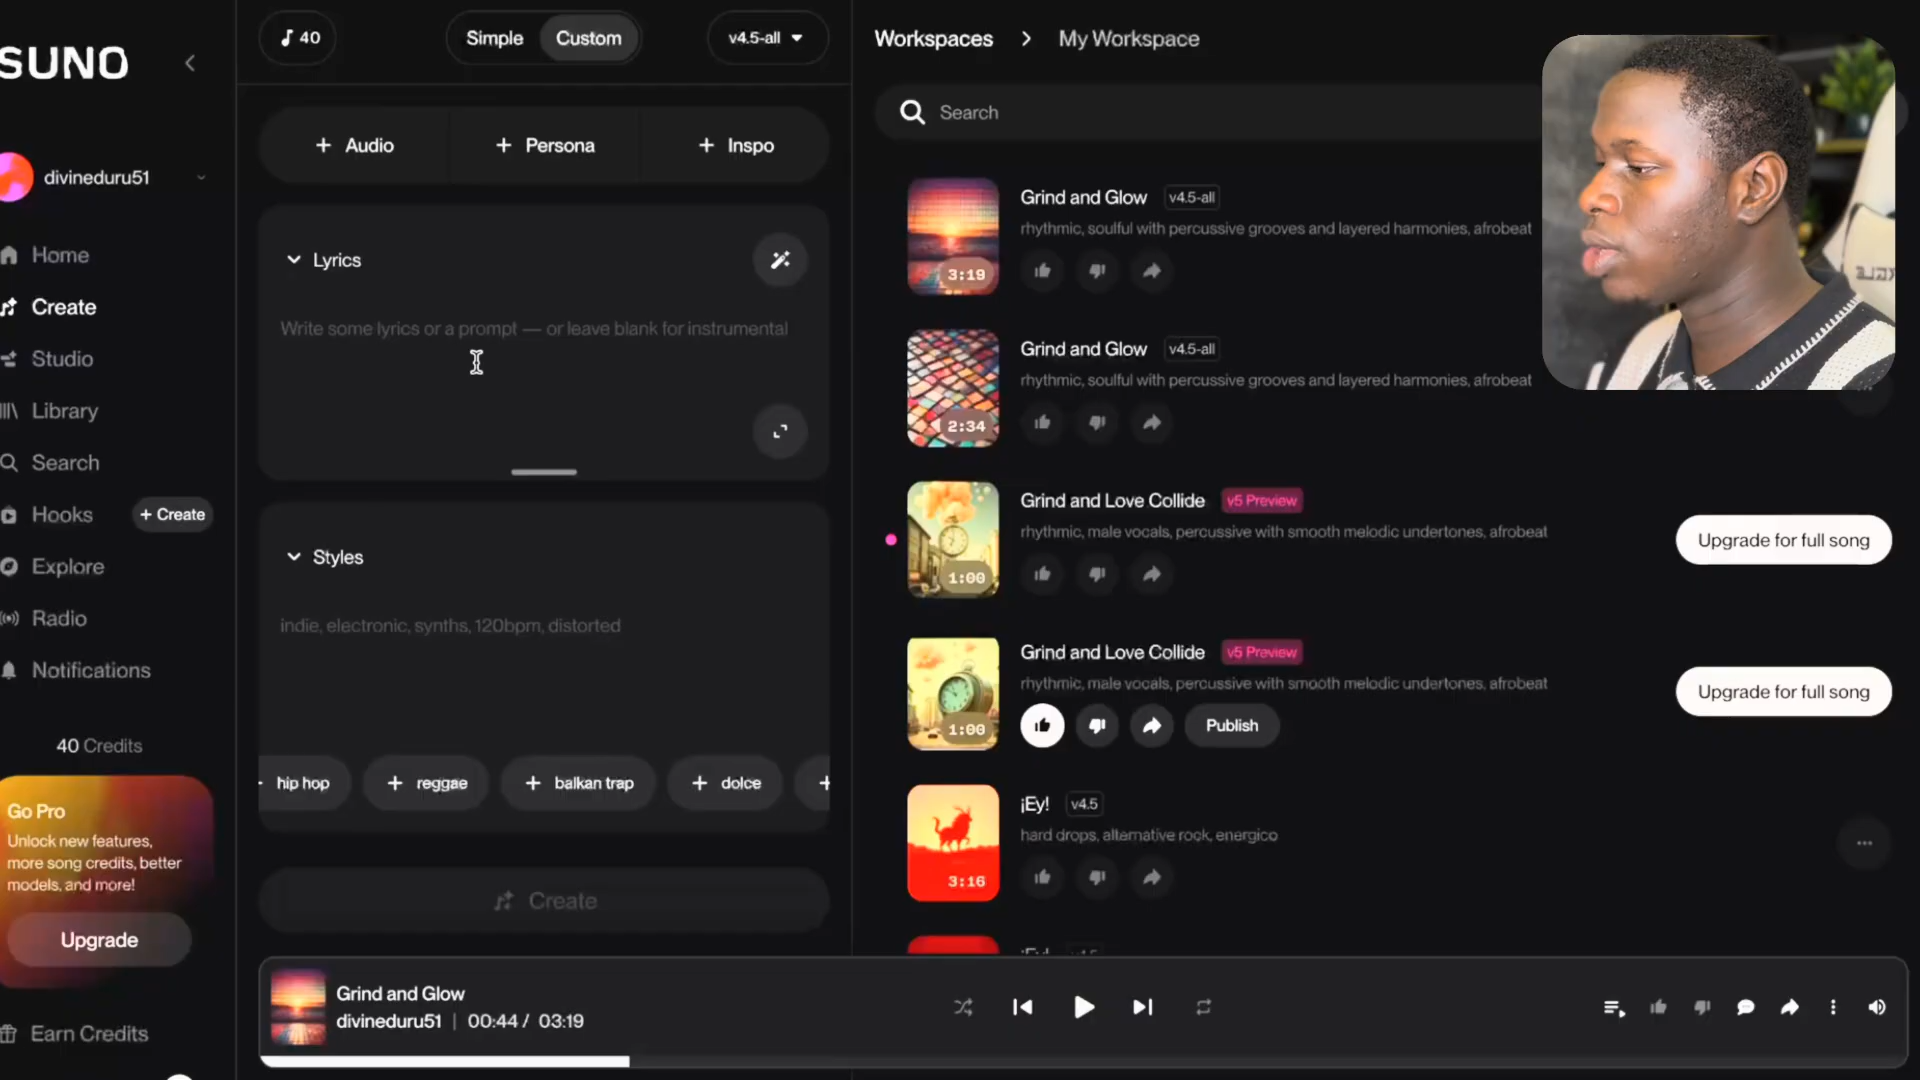 SUNO
divineduru51
Home
Create
Studio
Library
Search
Hooks
+ Create
Explore
Radio
Notifications
40 Credits
Go Pro
Unlock new features,
more song credits, better
models, and more!
Upgrade
Earn Credits
40
Simple
Custom
v4.5-all
+ Audio
+ Persona
+ Inspo
Lyrics
Write some lyrics or a prompt — or leave blank for instrumental
Styles
indie, electronic, synths, 120bpm, distorted
hip hop
+ reggae
+ balkan trap
+ dolce
+
Create
Workspaces > My Workspace
Search
Grind and Glow v4.5-all
rhythmic, soulful with percussive grooves and layered harmonies, afrobeat
3:19
Grind and Glow v4.5-all
rhythmic, soulful with percussive grooves and layered harmonies, afrobeat
2:34
Grind and Love Collide v5 Preview
rhythmic, male vocals, percussive with smooth melodic undertones, afrobeat
1:00
Upgrade for full song
Grind and Love Collide v5 Preview
rhythmic, male vocals, percussive with smooth melodic undertones, afrobeat
1:00
Publish
Upgrade for full song
¡Ey! v4.5
hard drops, alternative rock, energico
3:16
Grind and Glow
divineduru51 | 00:44 / 03:19